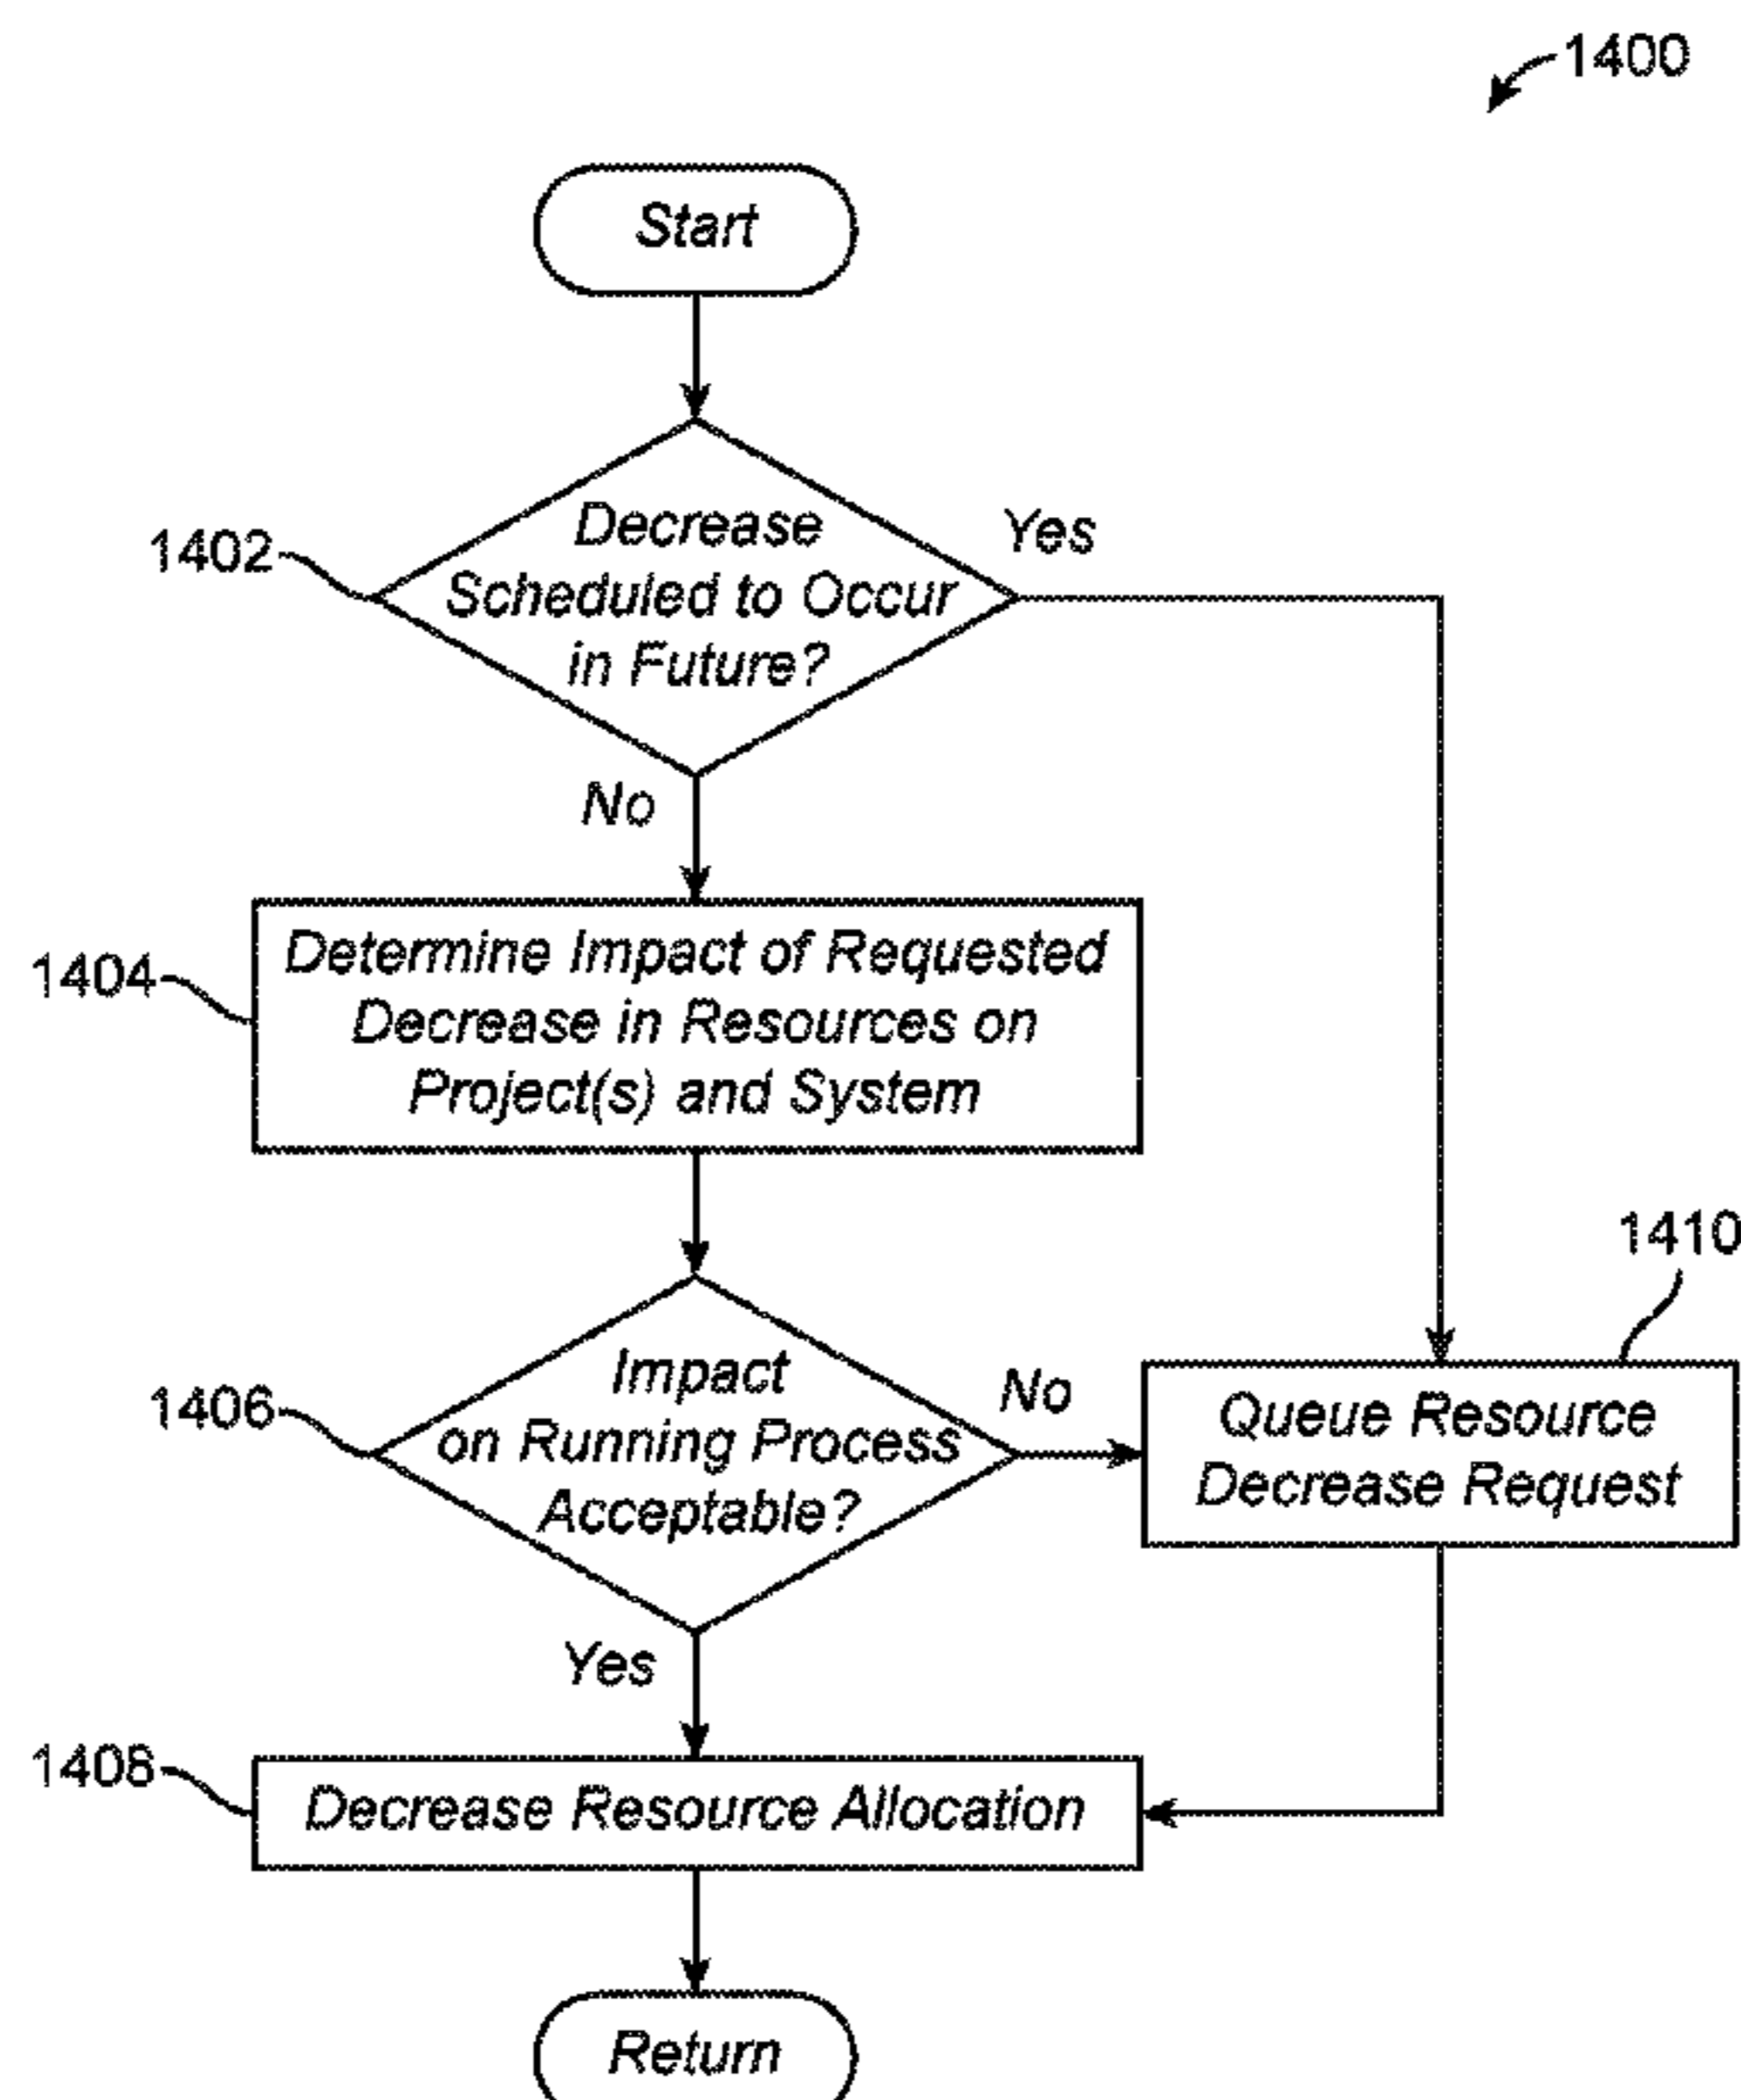 1400
Start
1402
Decrease
Scheduled to Occur
in Future?
Yes
No
1404
Determine Impact of Requested
Decrease in Resources on
Project(s) and System
1406
Impact
on Running Process
Acceptable?
No
Yes
1410
Queue Resource
Decrease Request
1408
Decrease Resource Allocation
Return